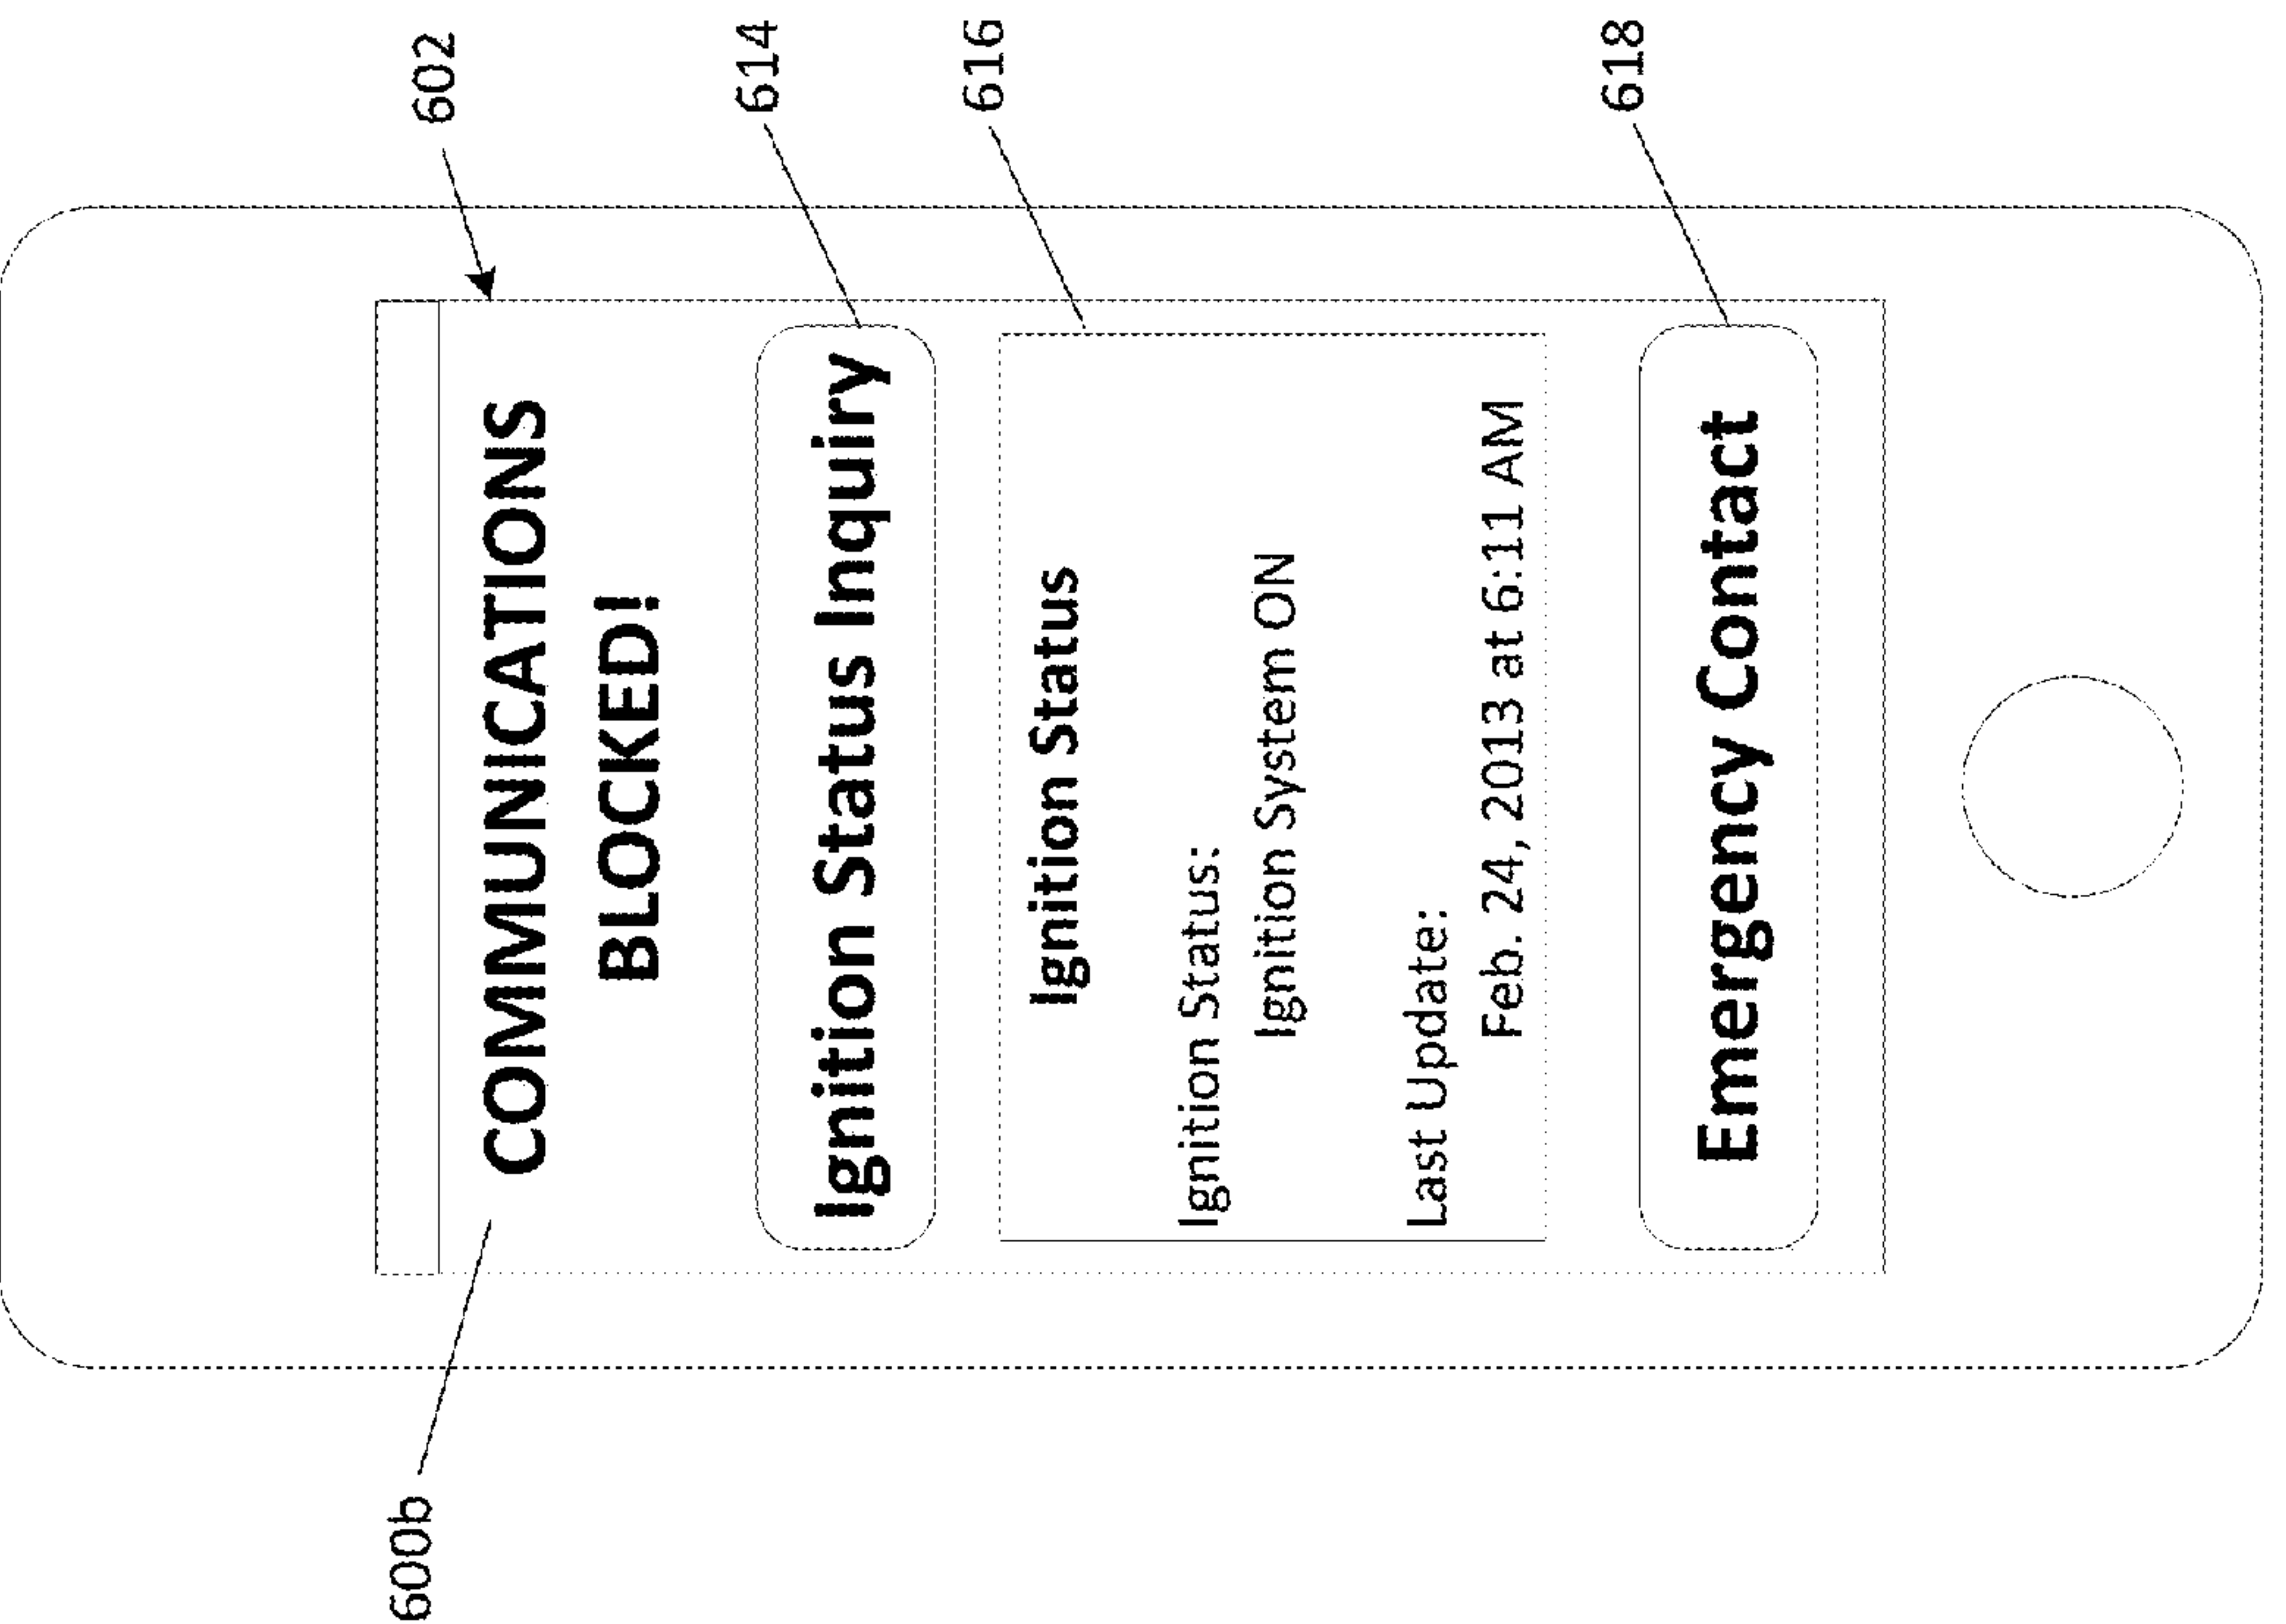 600b
602
COMMUNICATIONS
BLOCKED!
614
Ignition Status Inquiry
616
Ignition Status
Ignition Status:
Ignition System ON
Last Update:
Feb. 24, 2013 at 6:11 AM
618
Emergency Contact